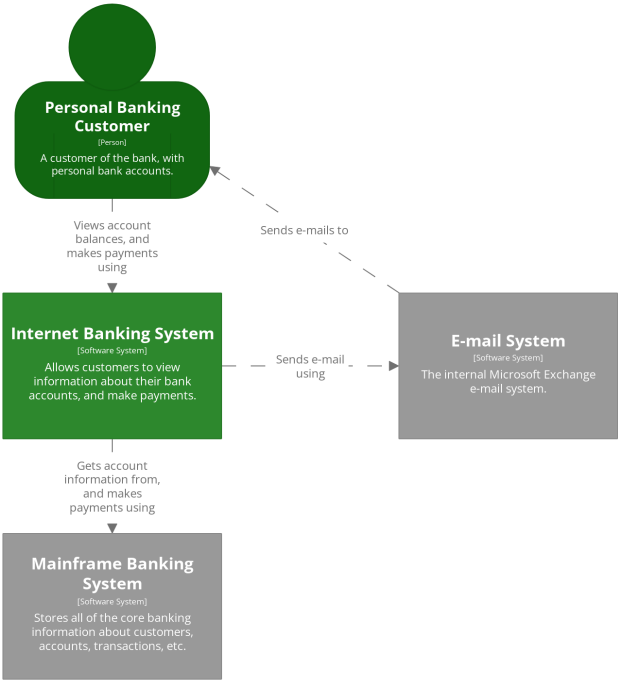 Personal Banking
Customer
[Person]
A customer of the bank, with
personal bank accounts.
Views account
balances, and
makes payments
using
Sends e-mails to
Internet Banking System
[Software System]
Allows customers to view
information about their bank
accounts, and make payments.
Sends e-mail
using
E-mail System
[Software System]
The internal Microsoft Exchange
e-mail system.
Gets account
information from,
and makes
payments using
Mainframe Banking
System
[Software System]
Stores all of the core banking
information about customers,
accounts, transactions, etc.